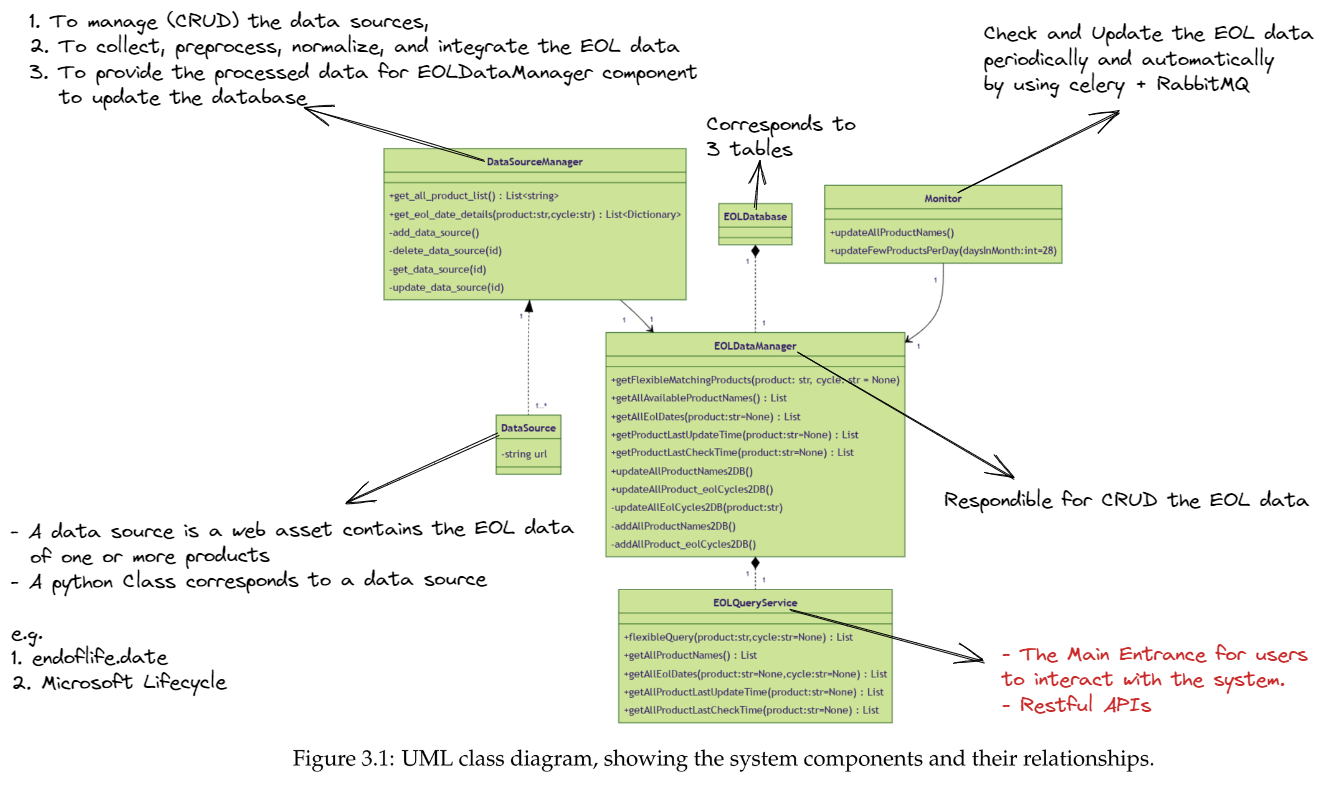 1. To manage (CRUD) the data sources,
2. To collect, preprocess, normalize, and integrate the EOL data
3. To provide the processed data for EOLDataManager component
to update the database
Check and Update the EOL data
periodically and automatically
by using celery + RabbitMQ
Corresponds to
3 tables
DataSourceManager
+get_all_product_list() : List<string>
+get_eol_date_details(product:str,cycle:str) : List<Dictionary>
-add_data_source()
-delete_data_source(id)
-get_data_source(id)
-update_data_source(id)
EOLDatabase
Monitor
+updateAllProductNames()
+updateFewProductsPerDay(daysInMonth:int=28)
1
1
1
1
1
1
1
1
1..*
EOLDataManager
+getFlexibleMatchingProducts(product: str, cycle: str = None)
+getAllAvailableProductNames() : List
+getAllEolDates(product:str=None) : List
+getProductLastUpdateTime(product:str=None) : List
+getProductLastCheckTime(product:str=None) : List
+updateAllProductNames2DB()
+updateAllProduct_eolCycles2DB()
-updateAllEolCycles2DB(product:str)
-addAllProductNames2DB()
-addAllProduct_eolCycles2DB()
DataSource
-string url
Respondible for CRUD the EOL data
- A data source is a web asset contains the EOL data
of one or more products
- A python Class corresponds to a data source
e.g.
1. endoflife.date
2. Microsoft Lifecycle
1
1
EOLQueryService
+flexibleQuery(product:str,cycle:str=None) : List
+getAllProductNames() : List
+getAllEolDates(product:str=None,cycle:str=None) : List
+getAllProductLastUpdateTime(product:str=None) : List
+getAllProductLastCheckTime(product:str=None) : List
- The Main Entrance for users
to interact with the system.
- Restful APIs
Figure 3.1: UML class diagram, showing the system components and their relationships.